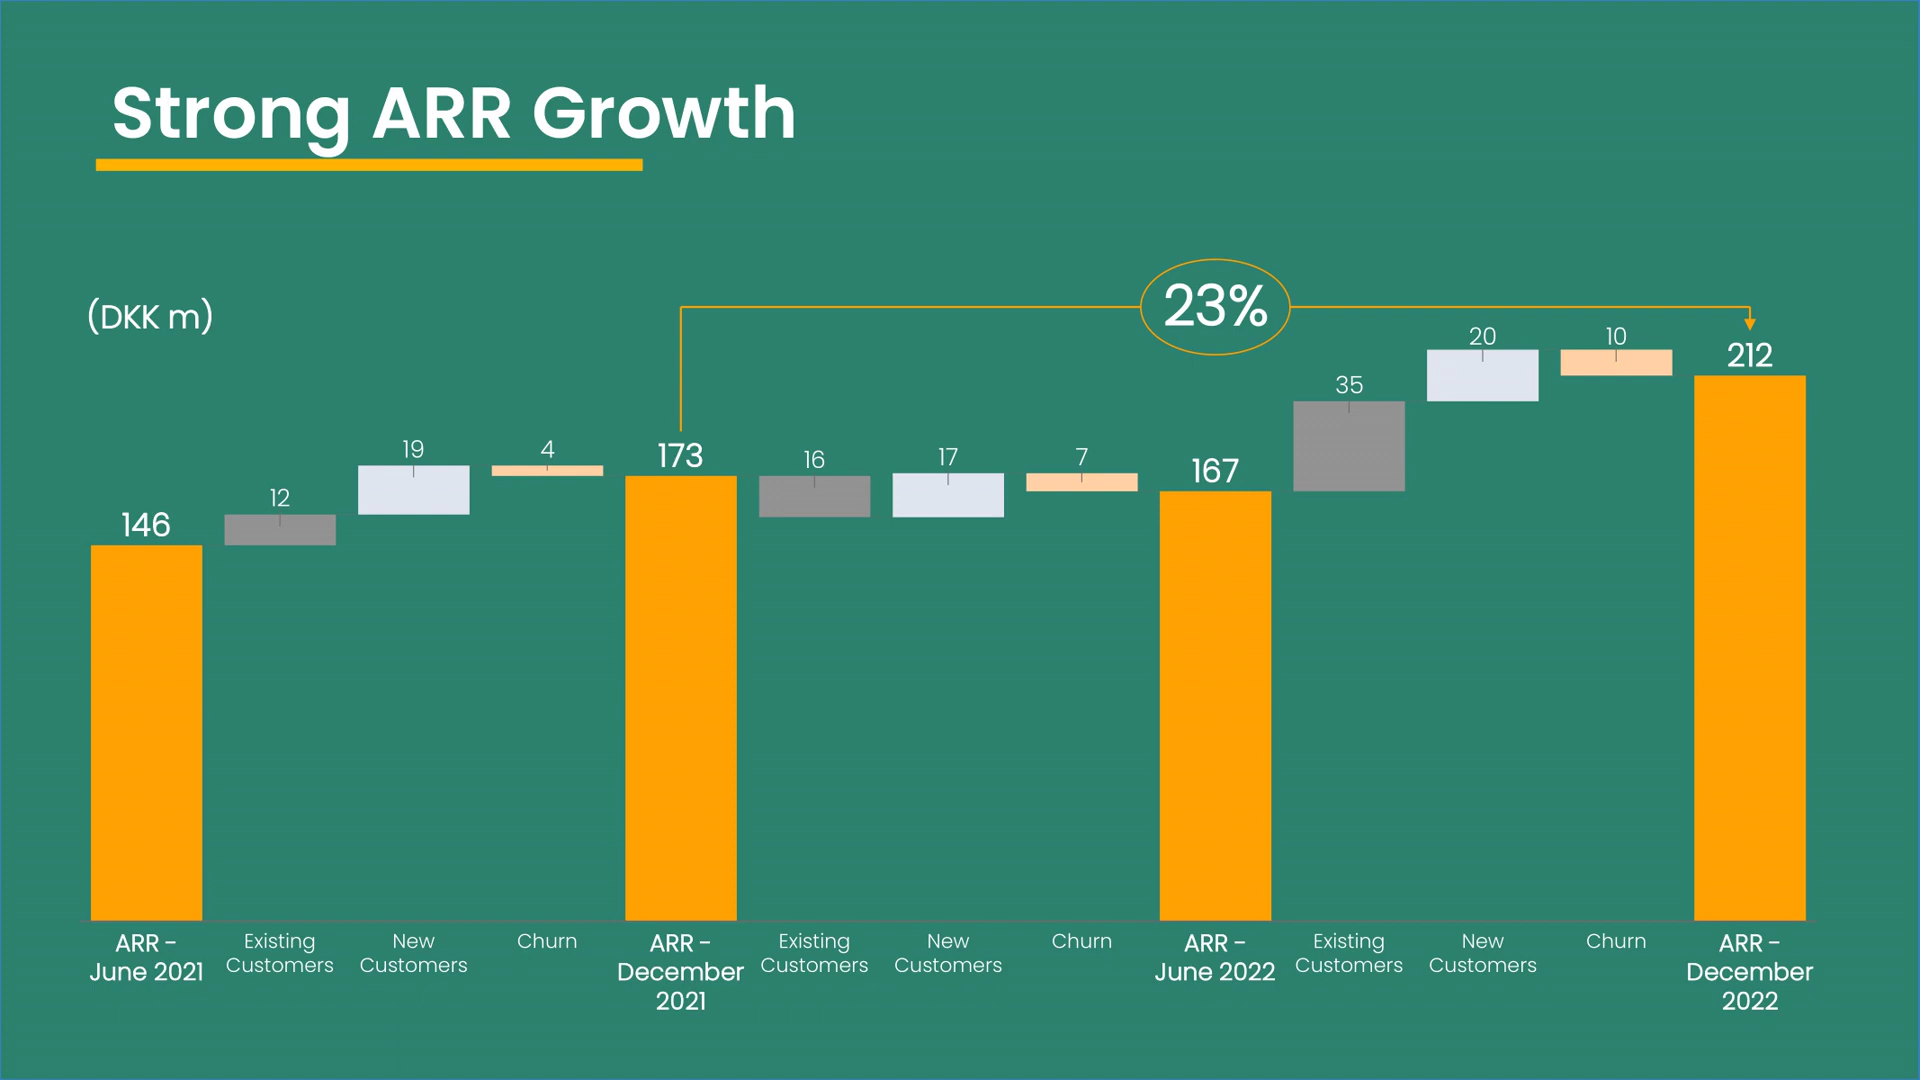 Strong ARR Growth
(DKK m)
23%
146
12
19
4
173
16
17
7
167
35
20
10
212
ARR -
June 2021
Existing
Customers
New
Customers
Churn
ARR -
December
2021
Existing
Customers
New
Customers
Churn
ARR -
June 2022
Existing
Customers
New
Customers
Churn
ARR -
December
2022